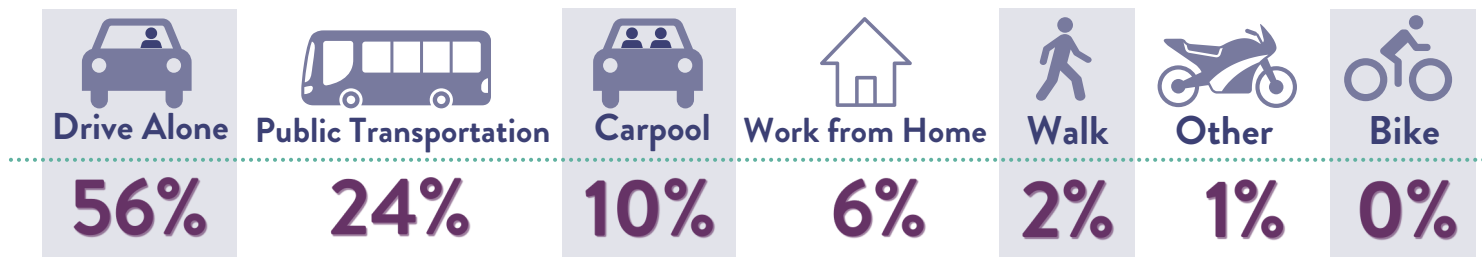 Drive Alone Public Transportation Carpool Work from Home Walk Other Bike
56% 24% 10% 6% 2% 1% 0%